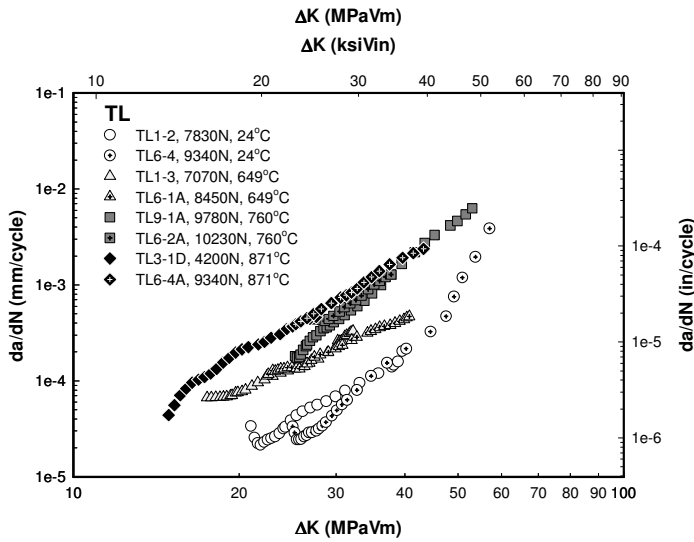 ΔK (MPa√m)
ΔK (ksi√in)
10 20 30 40 50 60 70 80 90
1e-1
1e-2
1e-3
1e-4
1e-5
da/dN (mm/cycle)
TL
TL1-2, 7830N, 24°C
TL6-4, 9340N, 24°C
TL1-3, 7070N, 649°C
TL6-1A, 8450N, 649°C
TL9-1A, 9780N, 760°C
TL6-2A, 10230N, 760°C
TL3-1D, 4200N, 871°C
TL6-4A, 9340N, 871°C
1e-4
1e-5
1e-6
da/dN (in/cycle)
10 20 30 40 50 60 70 80 90 100
ΔK (MPa√m)